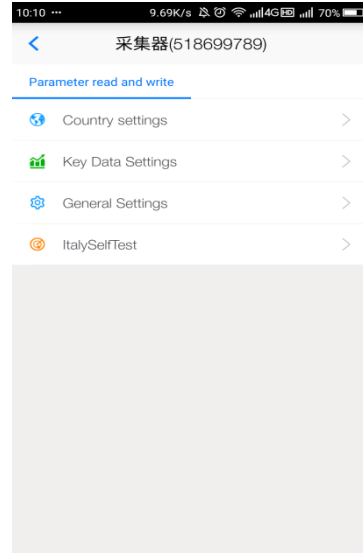 10:10 ··· 9.69K/s 4G HD 70%
采集器(518699789)
Parameter read and write
Country settings
Key Data Settings
General Settings
ItalySelfTest